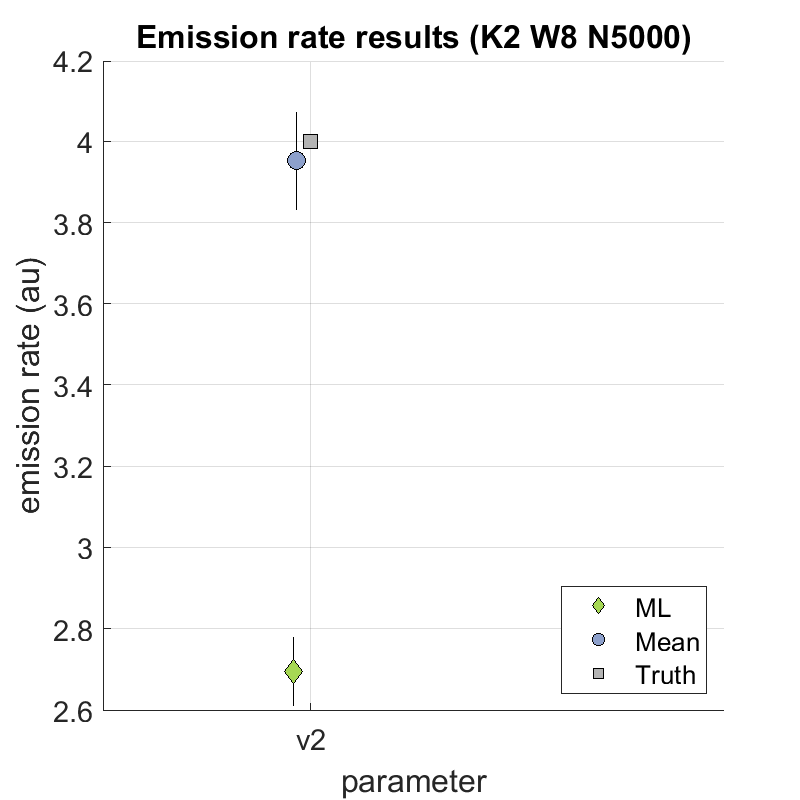 Emission rate results (K2 W8 N5000)
4.2
4
3.8
3.6
3.4
3.2
3
2.8
2.6
emission rate (au)
v2
parameter
ML
Mean
Truth